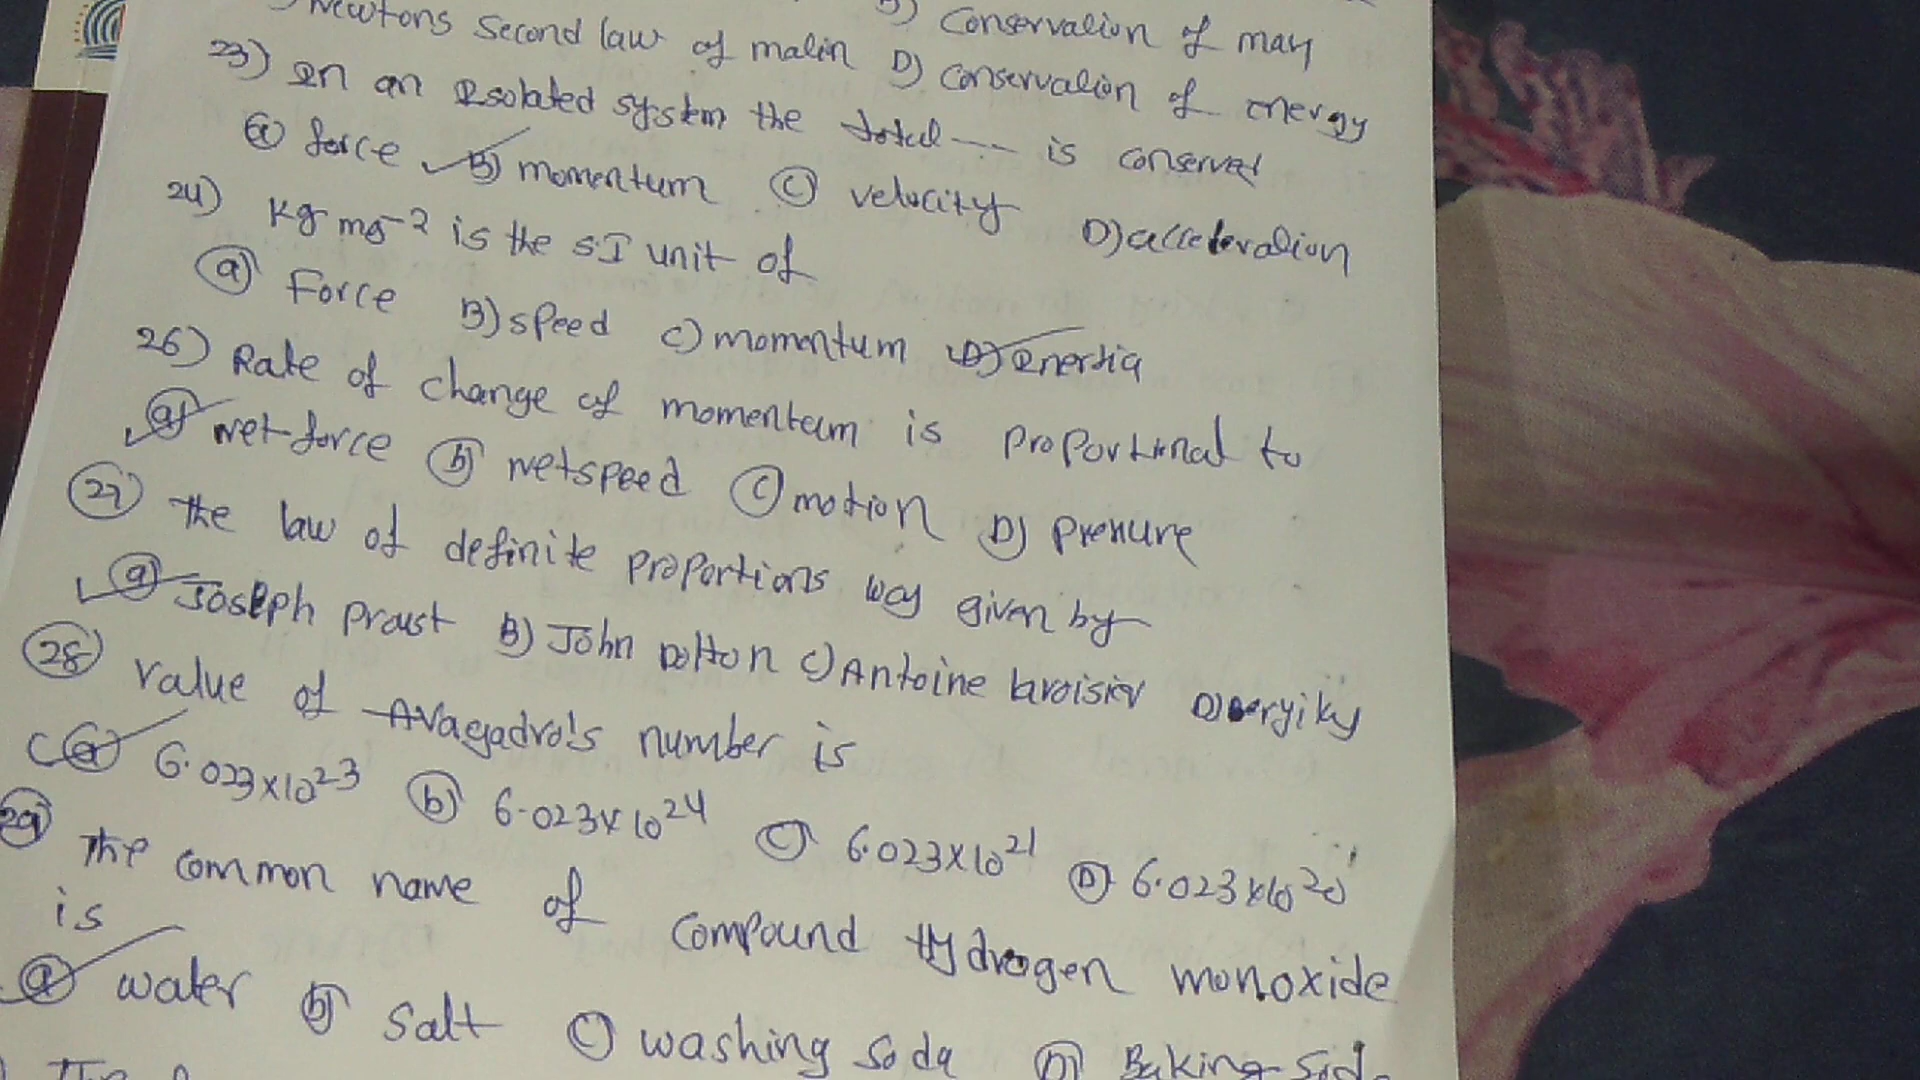 Newtons second law of motion D) Conservation of energy
B) Conservation of mass
23) In an Isolated system the total --- is conserved
a) force B) momentum C) velocity D) acceleration
24) Kg ms-2 is the S.I unit of
a) Force B) speed C) momentum D) Inertia
26) Rate of change of momentum is proportional to
a) net force b) net speed C) motion D) pressure
27) The law of definite proportions was given by
a) Joseph Proust B) John Dolton C) Antoine lavoisier D)
28) Value of Avagadro's number is
a) 6.023x10^23 b) 6.023x10^24 C) 6.023x10^21 D) 6.023x10^20
29) The common name of compound Hydrogen monoxide
is
a) water b) salt C) washing soda D) Baking